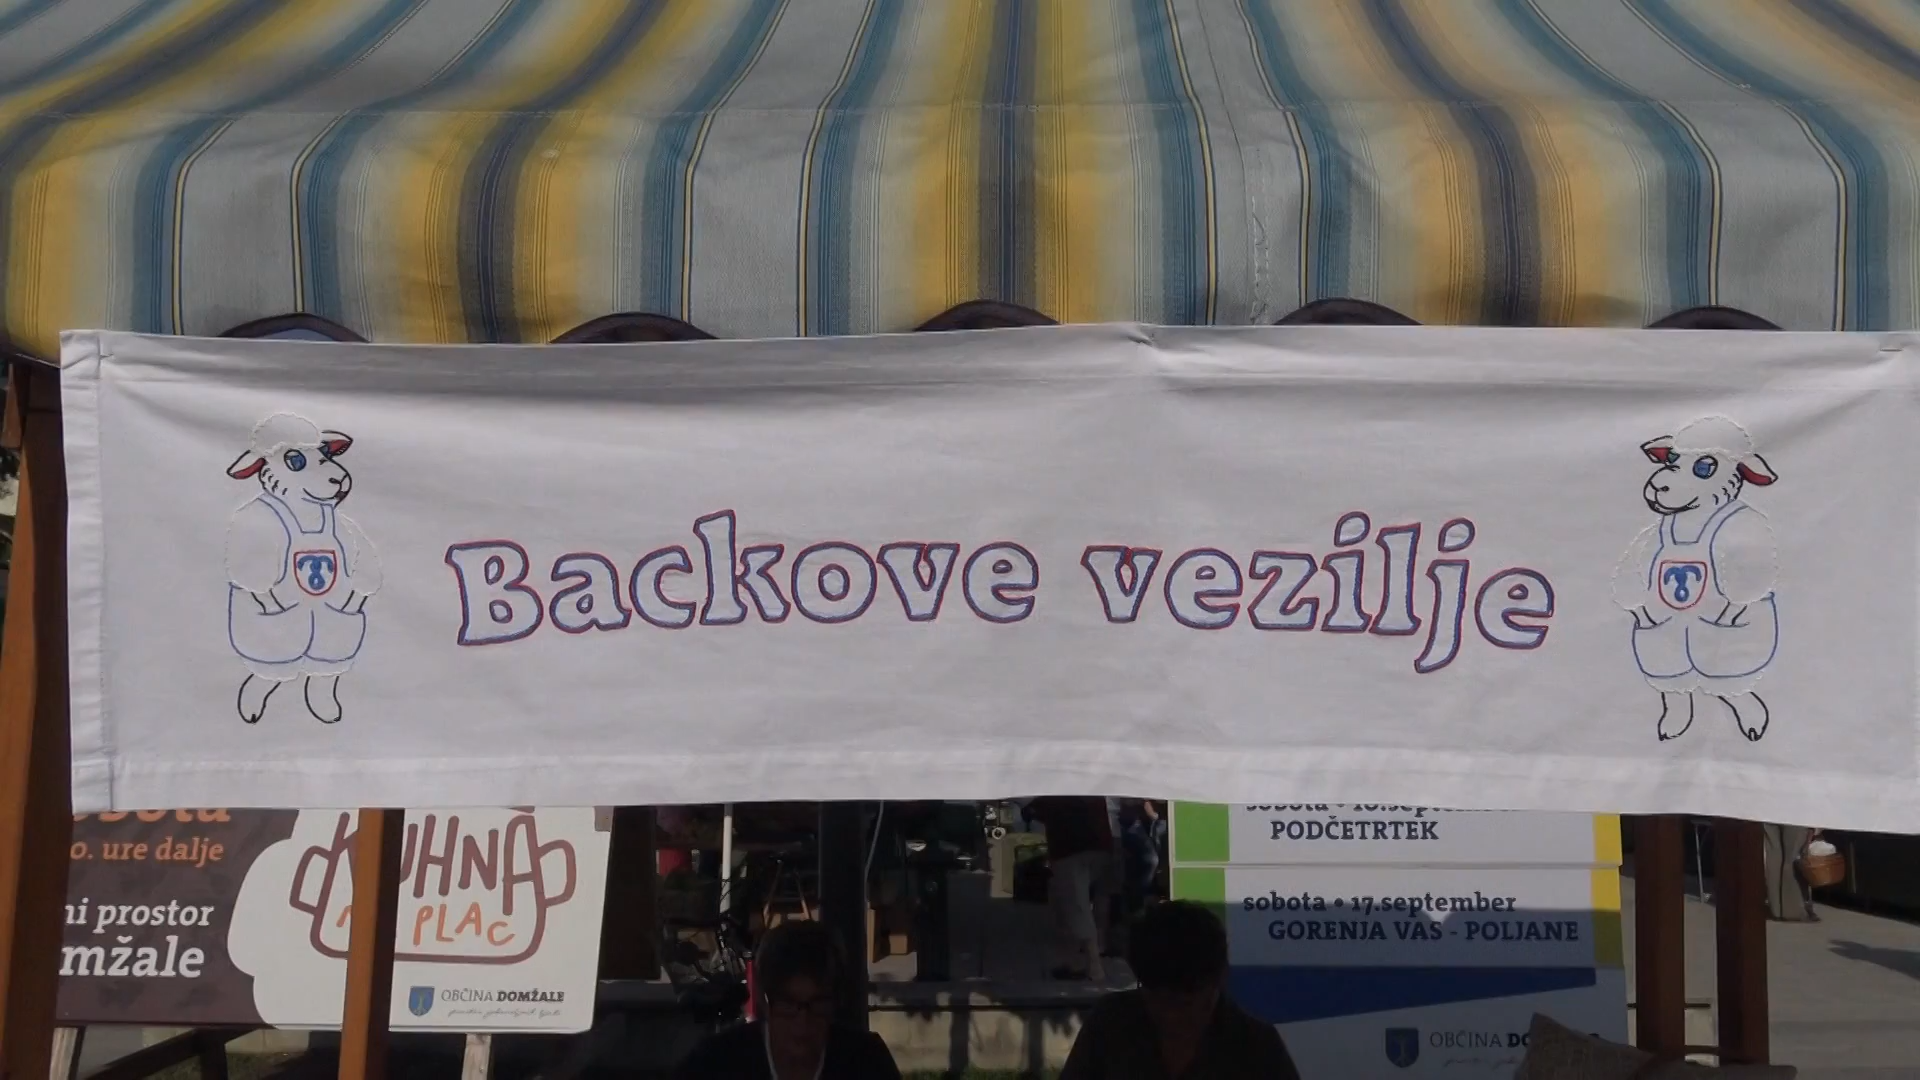 Backove vezilje
o. ure dalje
ni prostor
mžale
KUHNA
PLAC
OBČINA DOMŽALE
PODČETRTEK
sobota • 17.september
GORENJA VAS - POLJANE
OBČINA